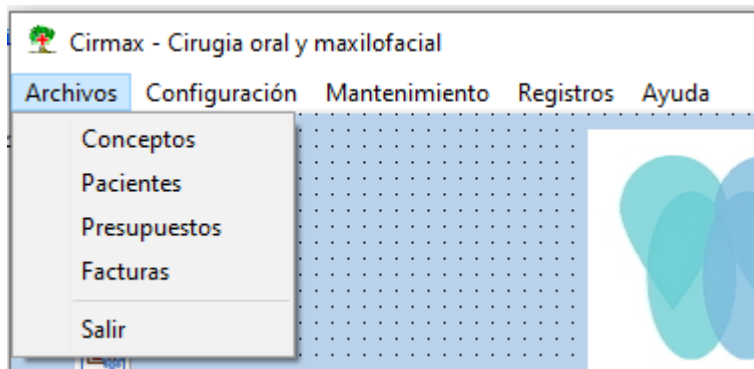 Cirmax - Cirugia oral y maxilofacial
Archivos Configuración Mantenimiento Registros Ayuda
Conceptos
Pacientes
Presupuestos
Facturas
Salir